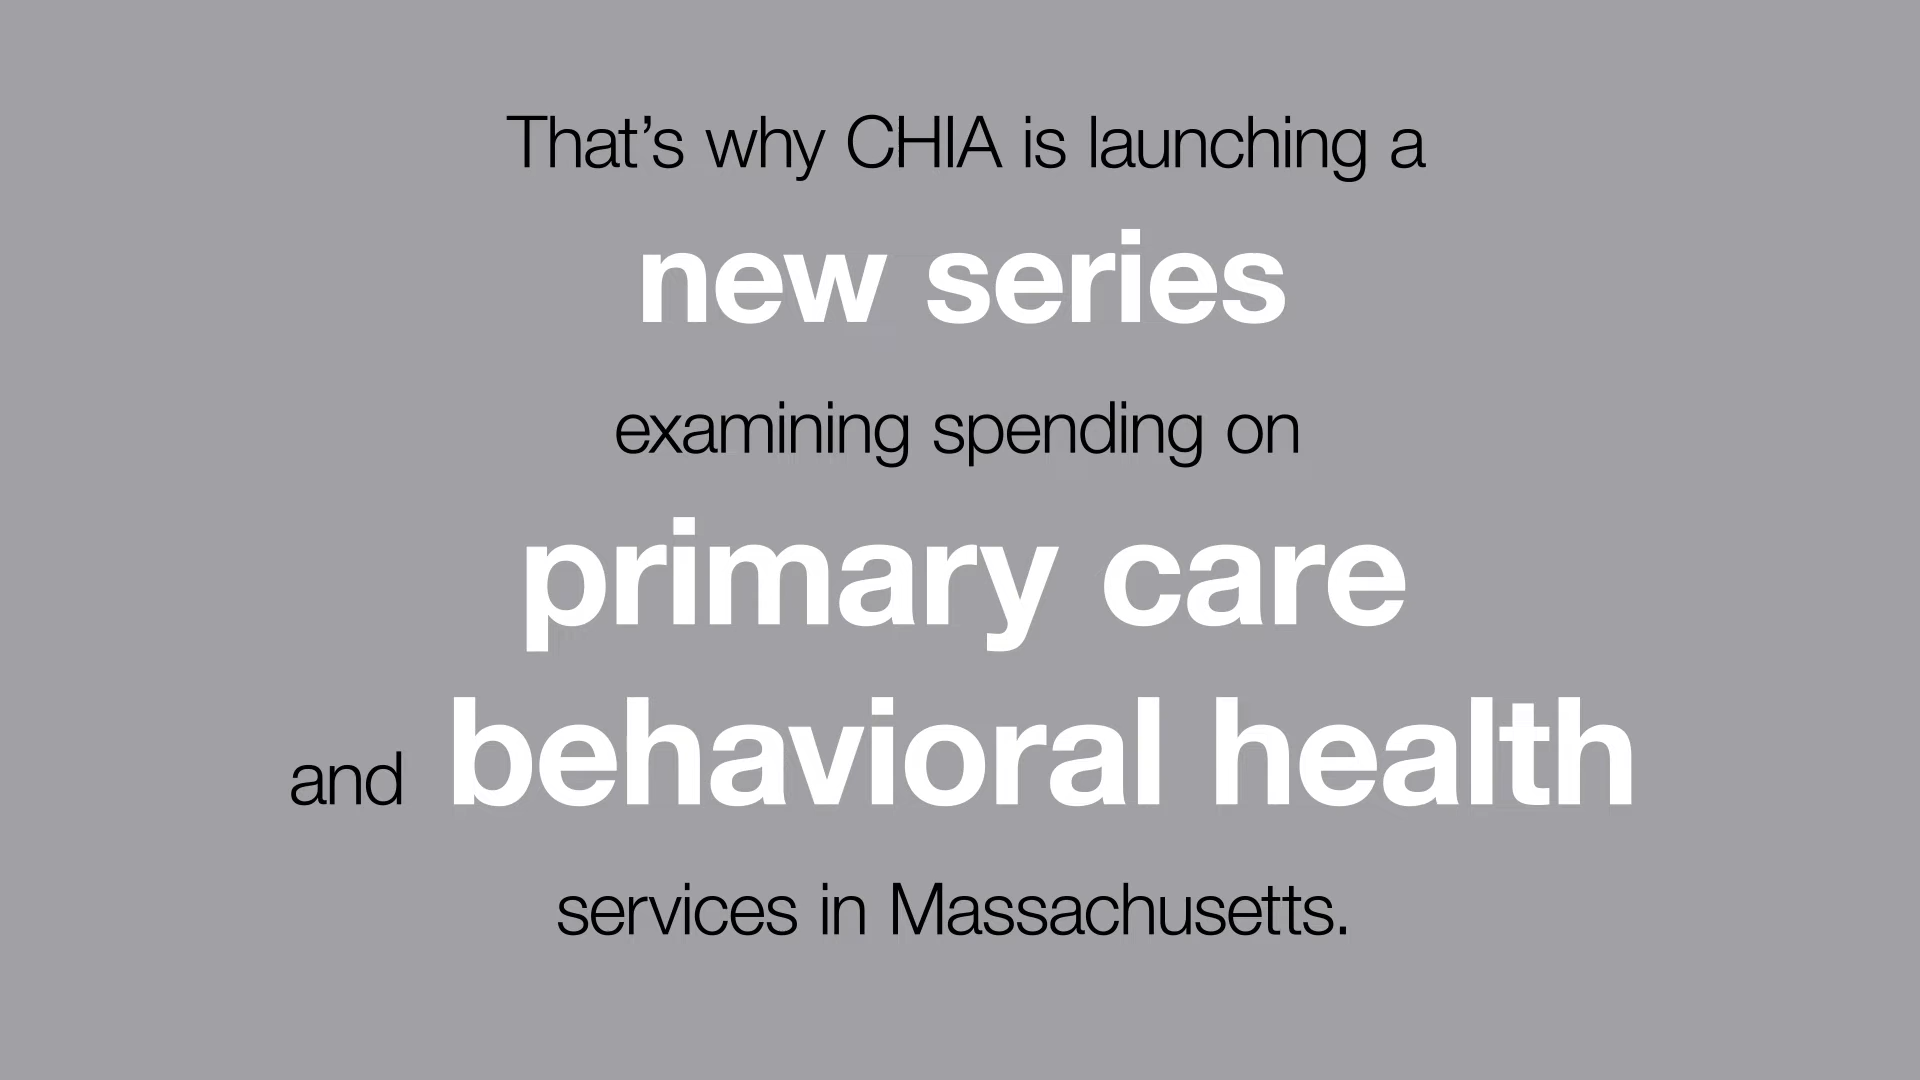 That’s why CHIA is launching a
new series
examining spending on
primary care
and behavioral health
services in Massachusetts.